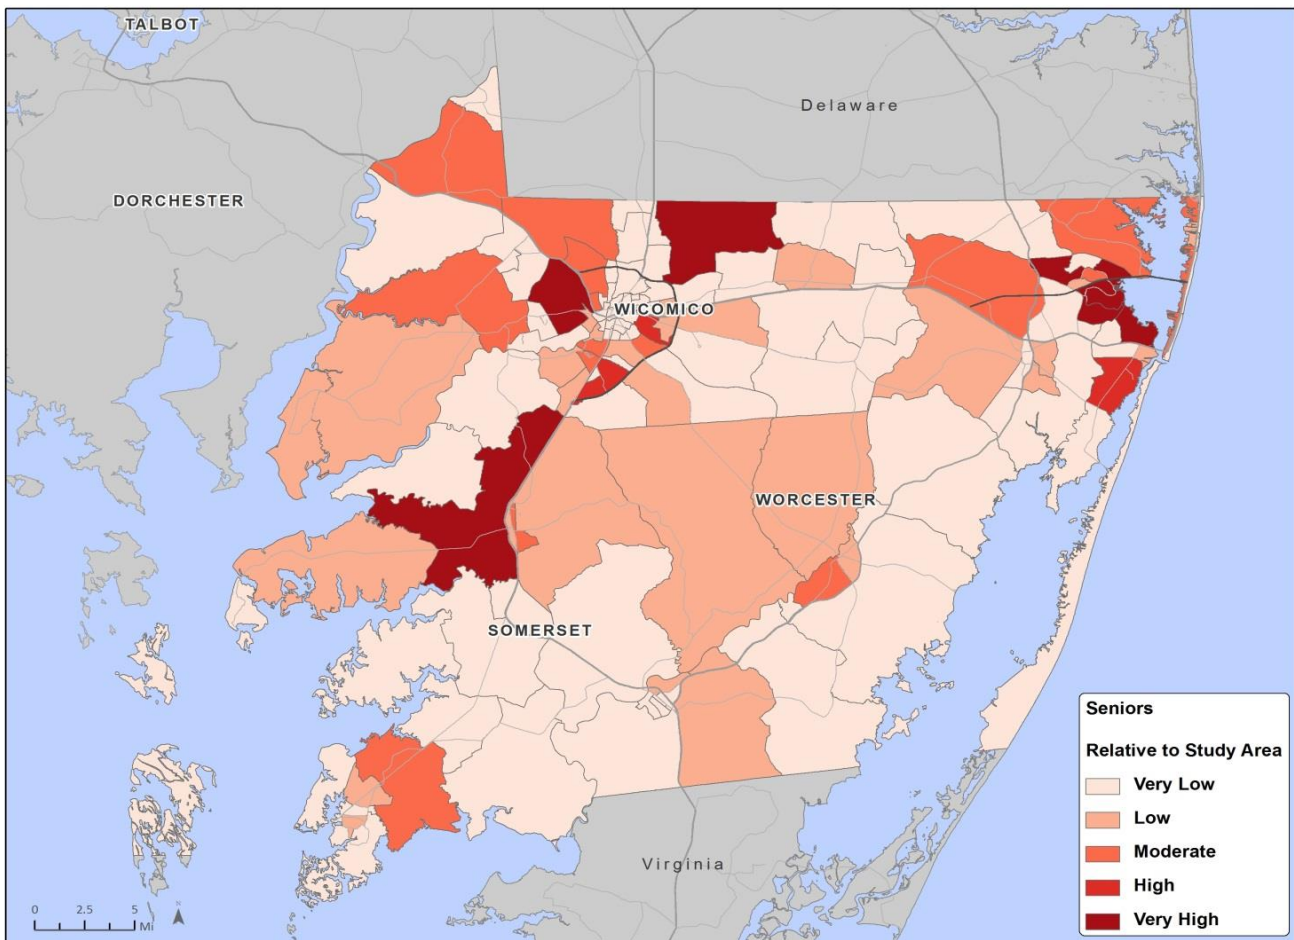 TALBOT
Delaware
DORCHESTER
WICOMICO
WORCESTER
SOMERSET
Virginia
Seniors
Relative to Study Area
Very Low
Low
Moderate
High
Very High
0 2.5 5
Mi
N